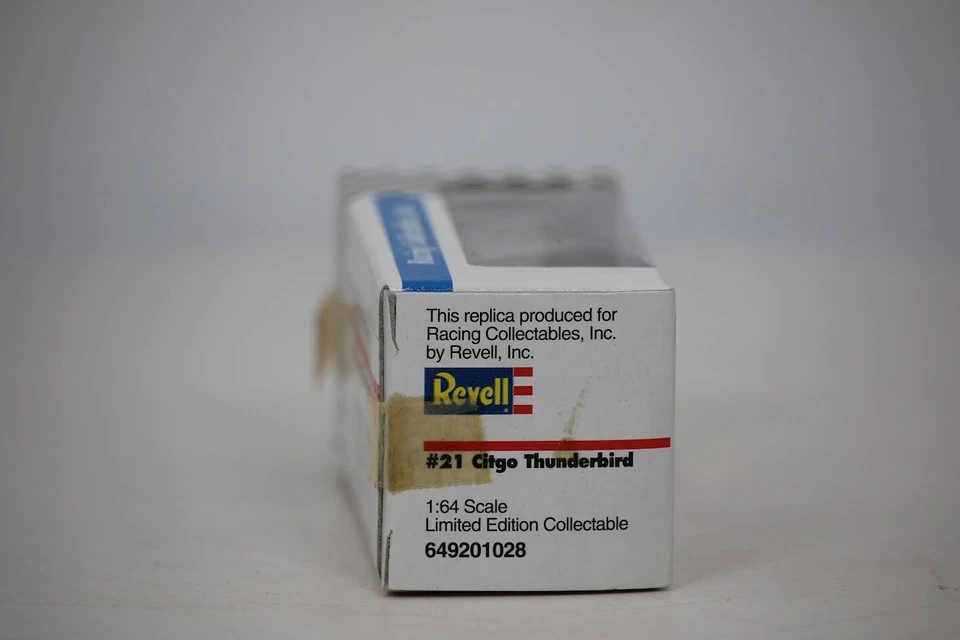 This replica produced for
Racing Collectables, Inc.
by Revell, Inc.
Revell
#21 Citgo Thunderbird
1:64 Scale
Limited Edition Collectable
649201028